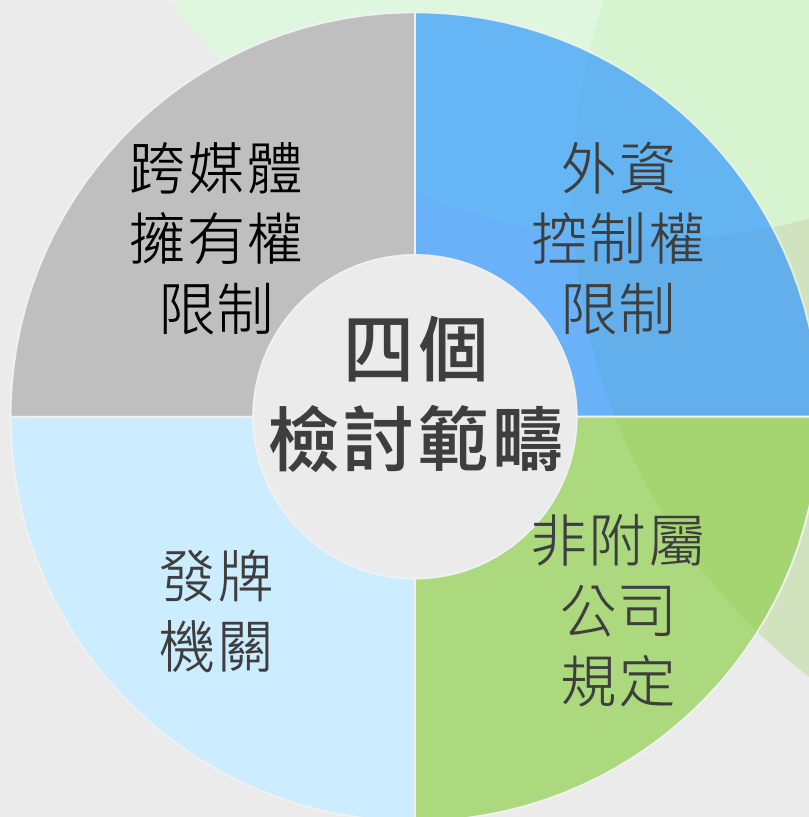 跨媒體
擁有權
限制
外資
控制權
限制
四個
檢討範疇
發牌
機關
非附屬
公司
規定